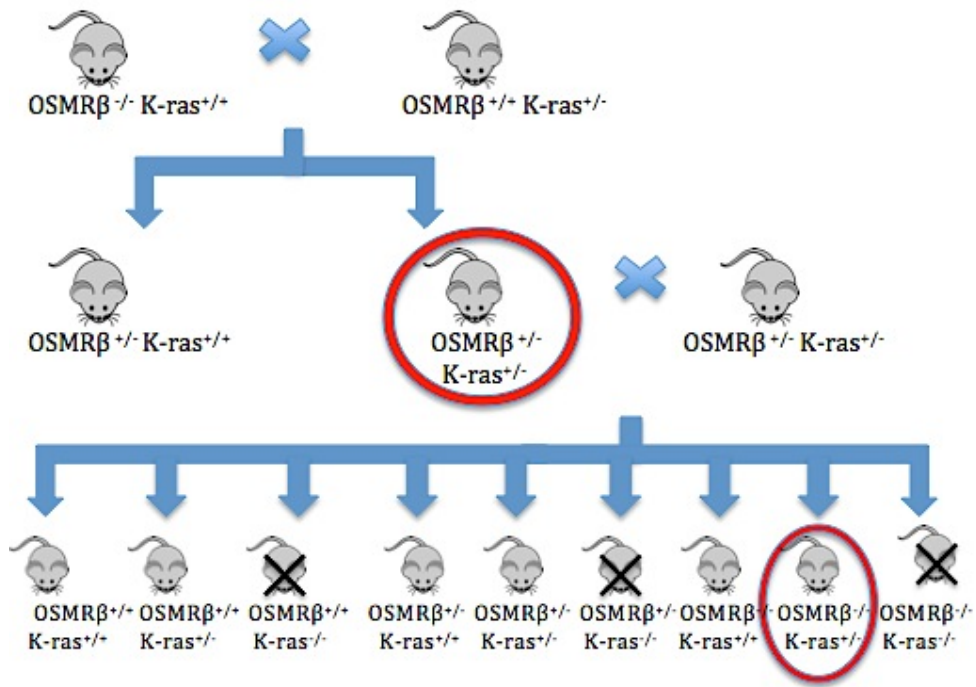 OSMRβ⁻/⁻ K-ras⁺/⁺ OSMRβ⁺/⁺ K-ras⁺/⁻
OSMRβ⁺/⁻ K-ras⁺/⁺ OSMRβ⁺/⁻ OSMRβ⁺/⁻ K-ras⁺/⁻
K-ras⁺/⁻
OSMRβ⁺/⁺ OSMRβ⁺/⁺ OSMRβ⁺/⁺ OSMRβ⁺/⁻ OSMRβ⁺/⁻ OSMRβ⁺/⁻ OSMRβ⁻/⁻ OSMRβ⁻/⁻ OSMRβ⁻/⁻
K-ras⁺/⁺ K-ras⁺/⁻ K-ras⁻/⁻ K-ras⁺/⁺ K-ras⁺/⁻ K-ras⁻/⁻ K-ras⁺/⁺ K-ras⁺/⁻ K-ras⁻/⁻